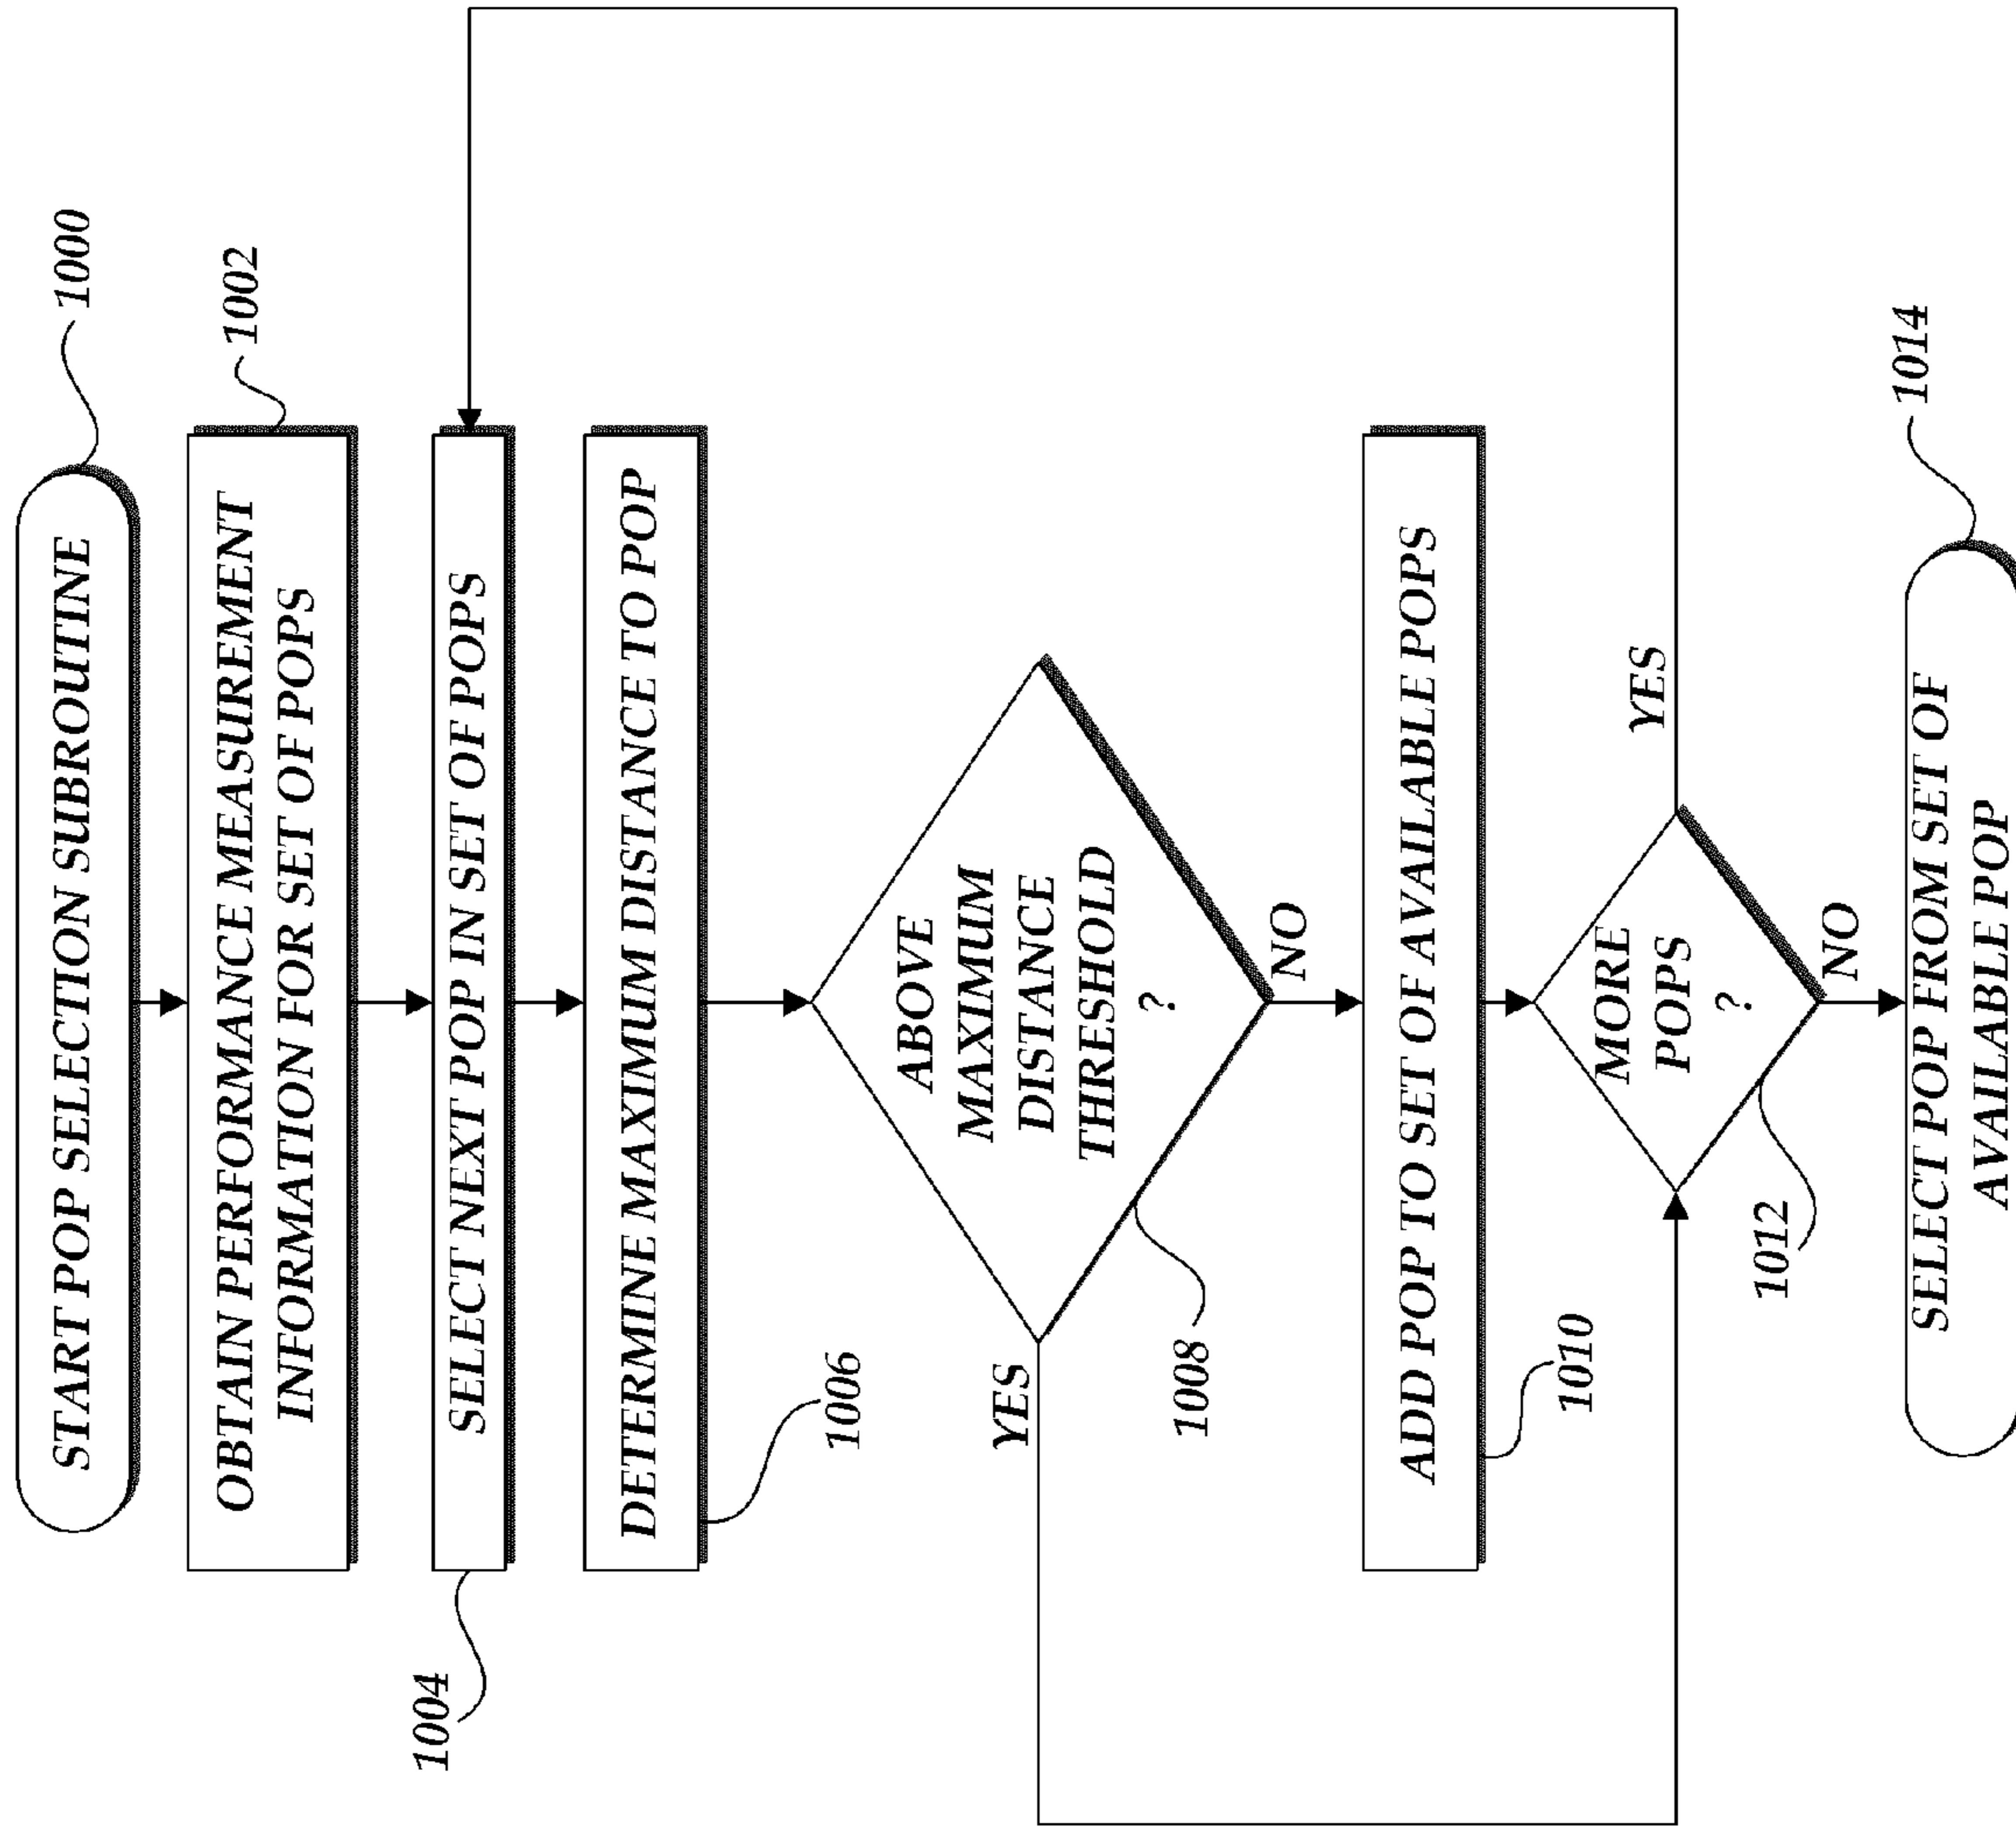 START POP SELECTION SUBROUTINE
1000
OBTAIN PERFORMANCE MEASUREMENT
INFORMATION FOR SET OF POPS
1002
SELECT NEXT POP IN SET OF POPS
1004
DETERMINE MAXIMUM DISTANCE TO POP
1006
ABOVE
MAXIMUM
DISTANCE
THRESHOLD
?
YES
1008
NO
ADD POP TO SET OF AVAILABLE POPS
1010
MORE
POPS
?
YES
1012
NO
SELECT POP FROM SET OF
AVAILABLE POP
1014